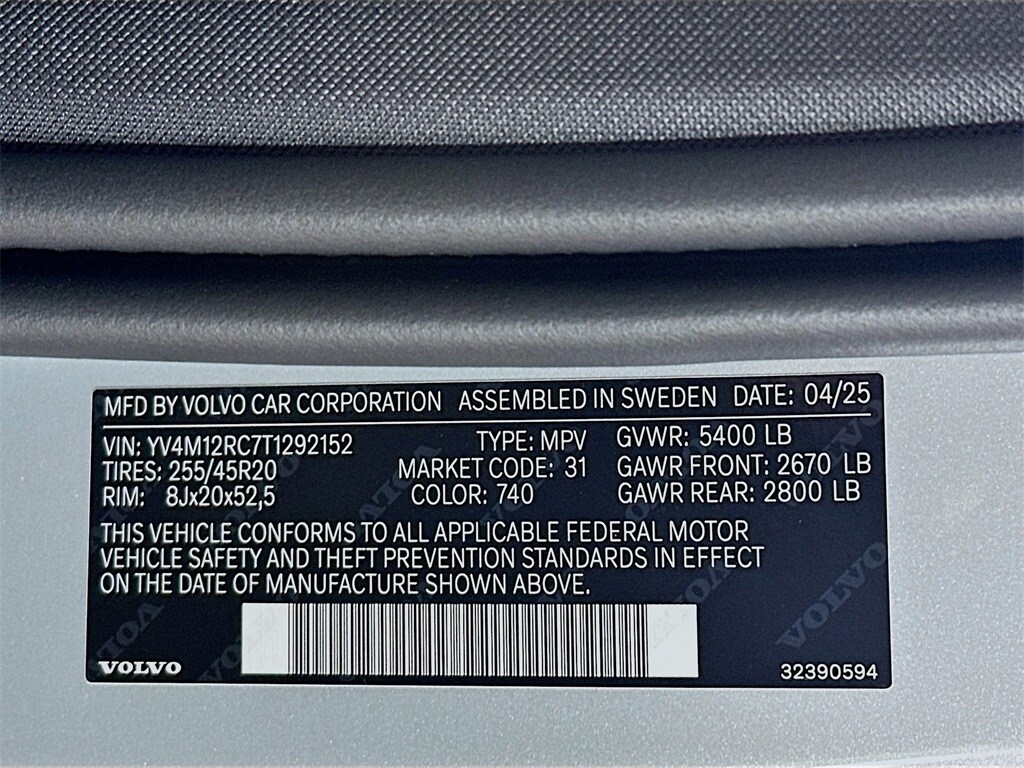 MFD BY VOLVO CAR CORPORATION ASSEMBLED IN SWEDEN DATE: 04/25
VIN: YV4M12RC7T1292152 TYPE: MPV GVWR: 5400 LB
TIRES: 255/45R20 MARKET CODE: 31 GAWR FRONT: 2670 LB
RIM: 8Jx20x52,5 COLOR: 740 GAWR REAR: 2800 LB
THIS VEHICLE CONFORMS TO ALL APPLICABLE FEDERAL MOTOR
VEHICLE SAFETY AND THEFT PREVENTION STANDARDS IN EFFECT
ON THE DATE OF MANUFACTURE SHOWN ABOVE.
VOLVO 32390594